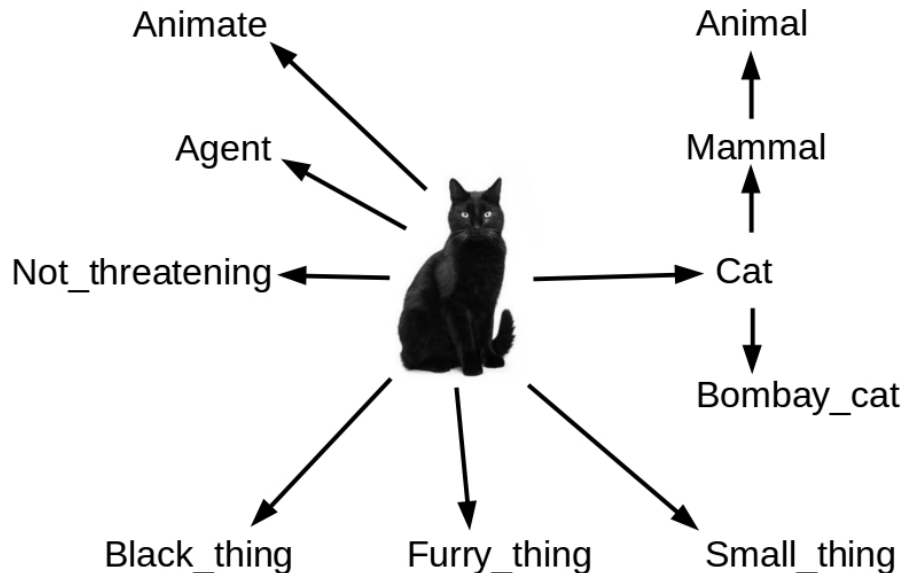 Animate
Animal
Agent
Mammal
Not_threatening
Cat
Bombay_cat
Black_thing
Furry_thing
Small_thing